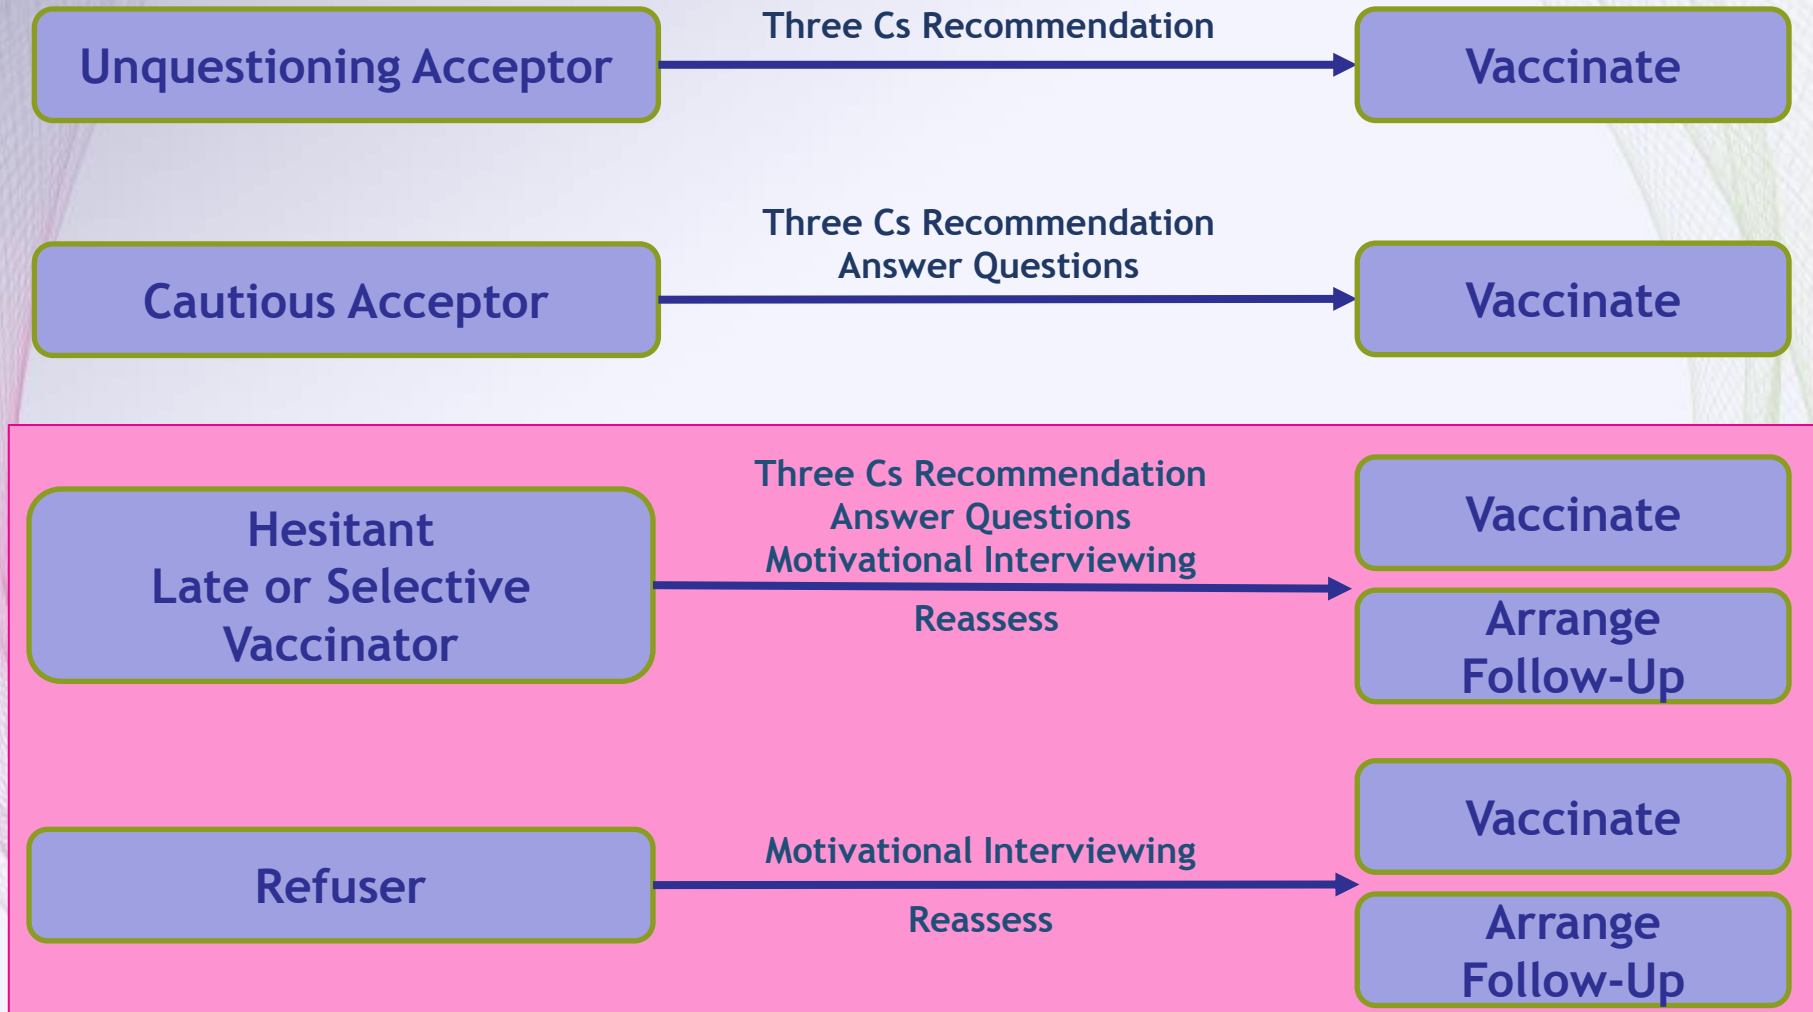 Unquestioning Acceptor
Three Cs Recommendation
Vaccinate
Cautious Acceptor
Three Cs Recommendation
Answer Questions
Vaccinate
Hesitant
Late or Selective
Vaccinator
Three Cs Recommendation
Answer Questions
Motivational Interviewing
Reassess
Vaccinate
Arrange
Follow-Up
Refuser
Motivational Interviewing
Reassess
Vaccinate
Arrange
Follow-Up